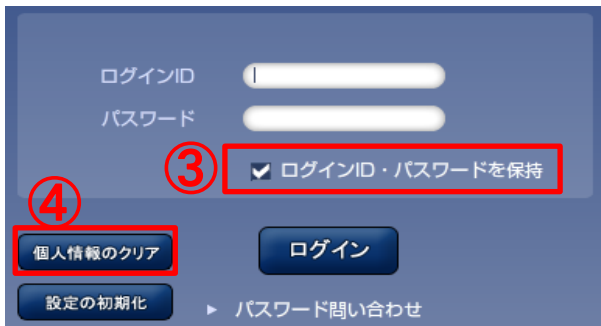 ログインID
パスワード
③ ログインID・パスワードを保持
④
個人情報のクリア ログイン
設定の初期化 パスワード問い合わせ